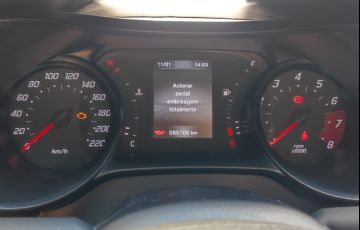 11/01 14:03
H F
Acionar
pedal
embreagem
totalmente
065105 km
C E
20 40 60 80 100 120 140 160 180 200 220
km/h
1 2 3 4 5 6 7 8
rpm
x1000